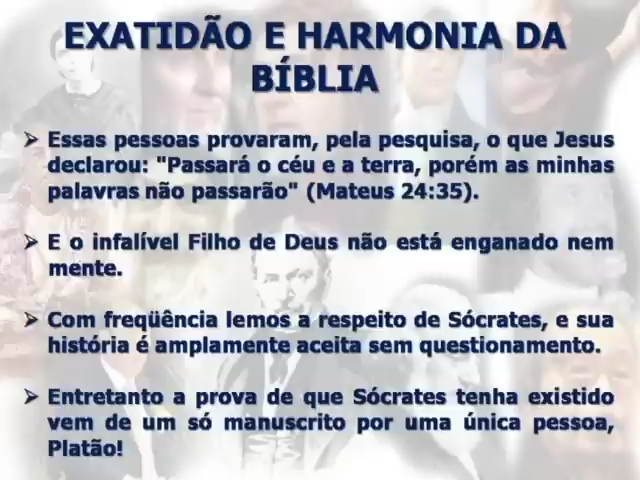 EXATIDÃO E HARMONIA DA
BÍBLIA
➢ Essas pessoas provaram, pela pesquisa, o que Jesus
declarou: "Passará o céu e a terra, porém as minhas
palavras não passarão" (Mateus 24:35).
➢ E o infalível Filho de Deus não está enganado nem
mente.
➢ Com freqüência lemos a respeito de Sócrates, e sua
história é amplamente aceita sem questionamento.
➢ Entretanto a prova de que Sócrates tenha existido
vem de um só manuscrito por uma única pessoa,
Platão!